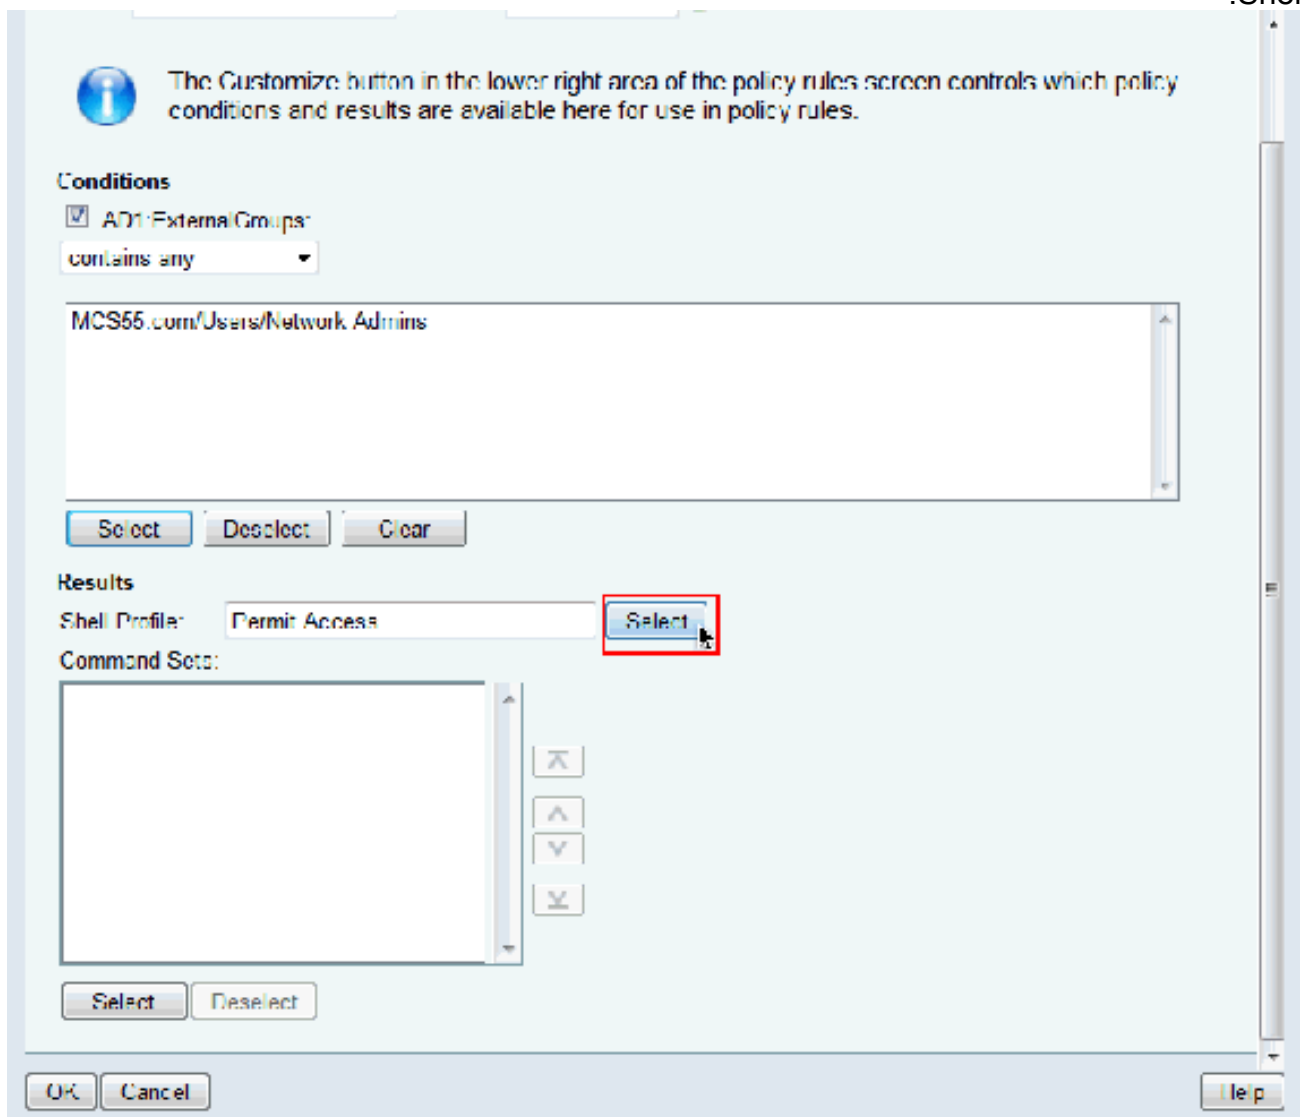 The Customize button in the lower right area of the policy rules screen controls which policy
conditions and results are available here for use in policy rules.
Conditions
AD1:ExternalGroups:
contains any
MCS55.com/Users/Network Admins
Select Deselect Clear
Results
Shell Profile: Permit Access Select
Command Sets:
Select Deselect
OK Cancel Help